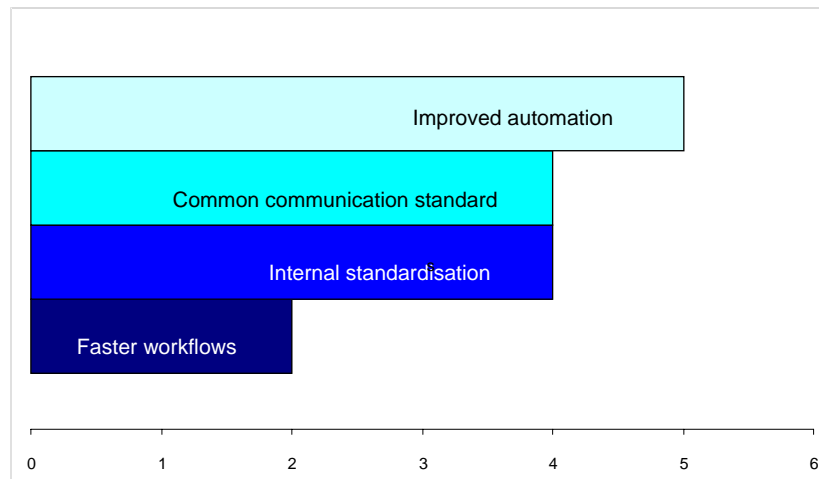 Improved automation
Common communication standard
Internal standardisation
Faster workflows
0 1 2 3 4 5 6